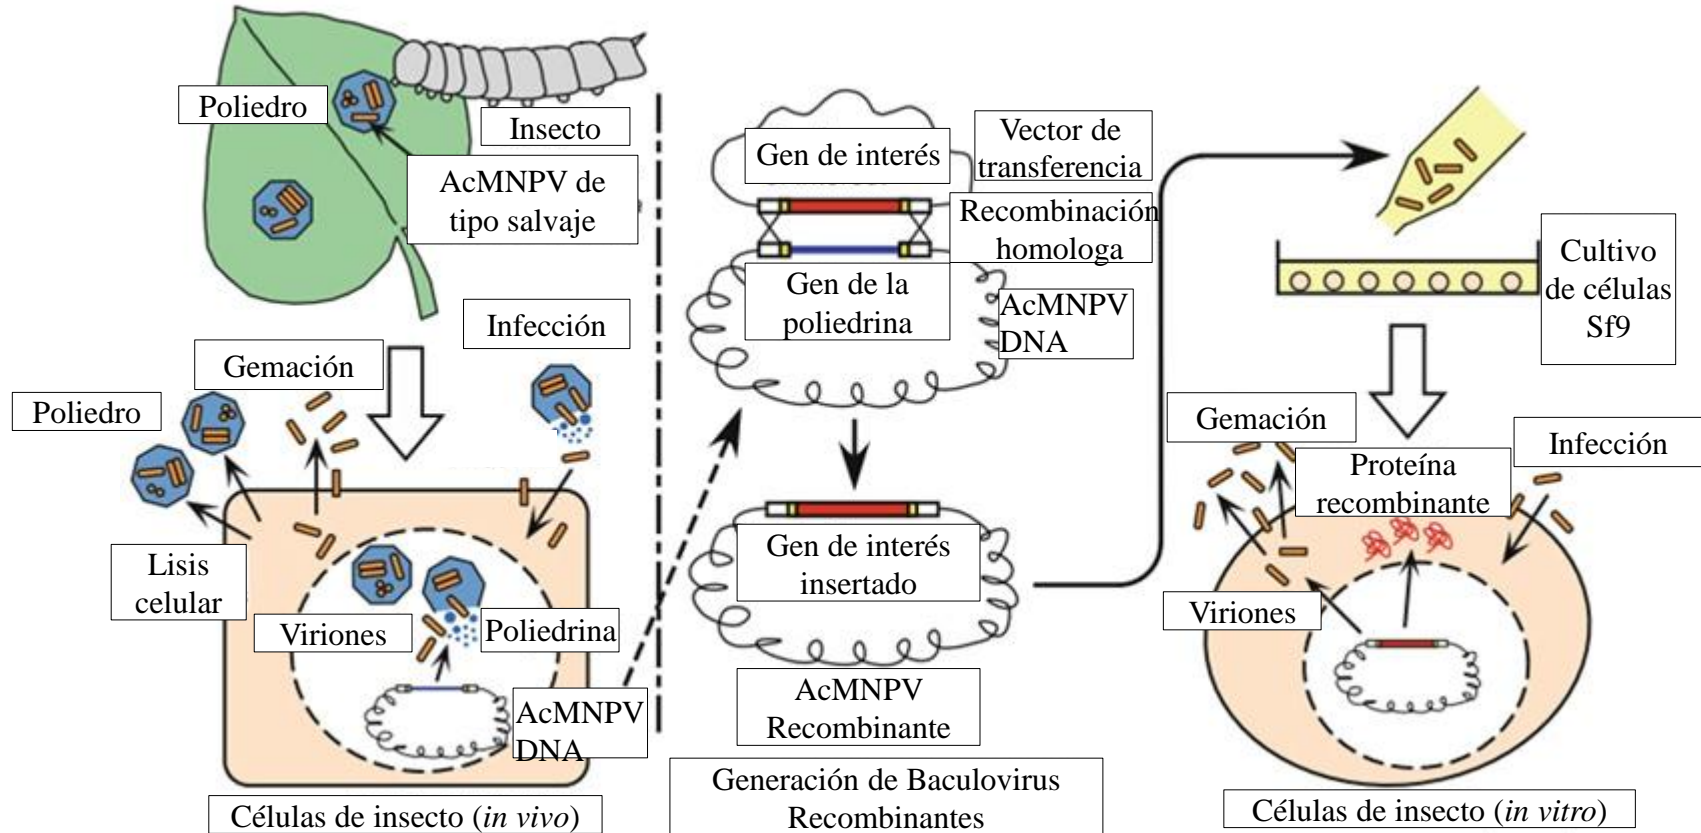 Poliedro
Insecto
AcMNPV de
tipo salvaje
Infección
Gemación
Poliedro
Lisis
celular
Viriones
Poliedrina
AcMNPV
DNA
Células de insecto (in vivo)
Gen de interés
Vector de
transferencia
Recombinación
homologa
Gen de la
poliedrina
AcMNPV
DNA
Gen de interés
insertado
AcMNPV
Recombinante
Generación de Baculovirus
Recombinantes
Cultivo
de células
Sf9
Gemación
Infección
Proteína
recombinante
Viriones
Células de insecto (in vitro)